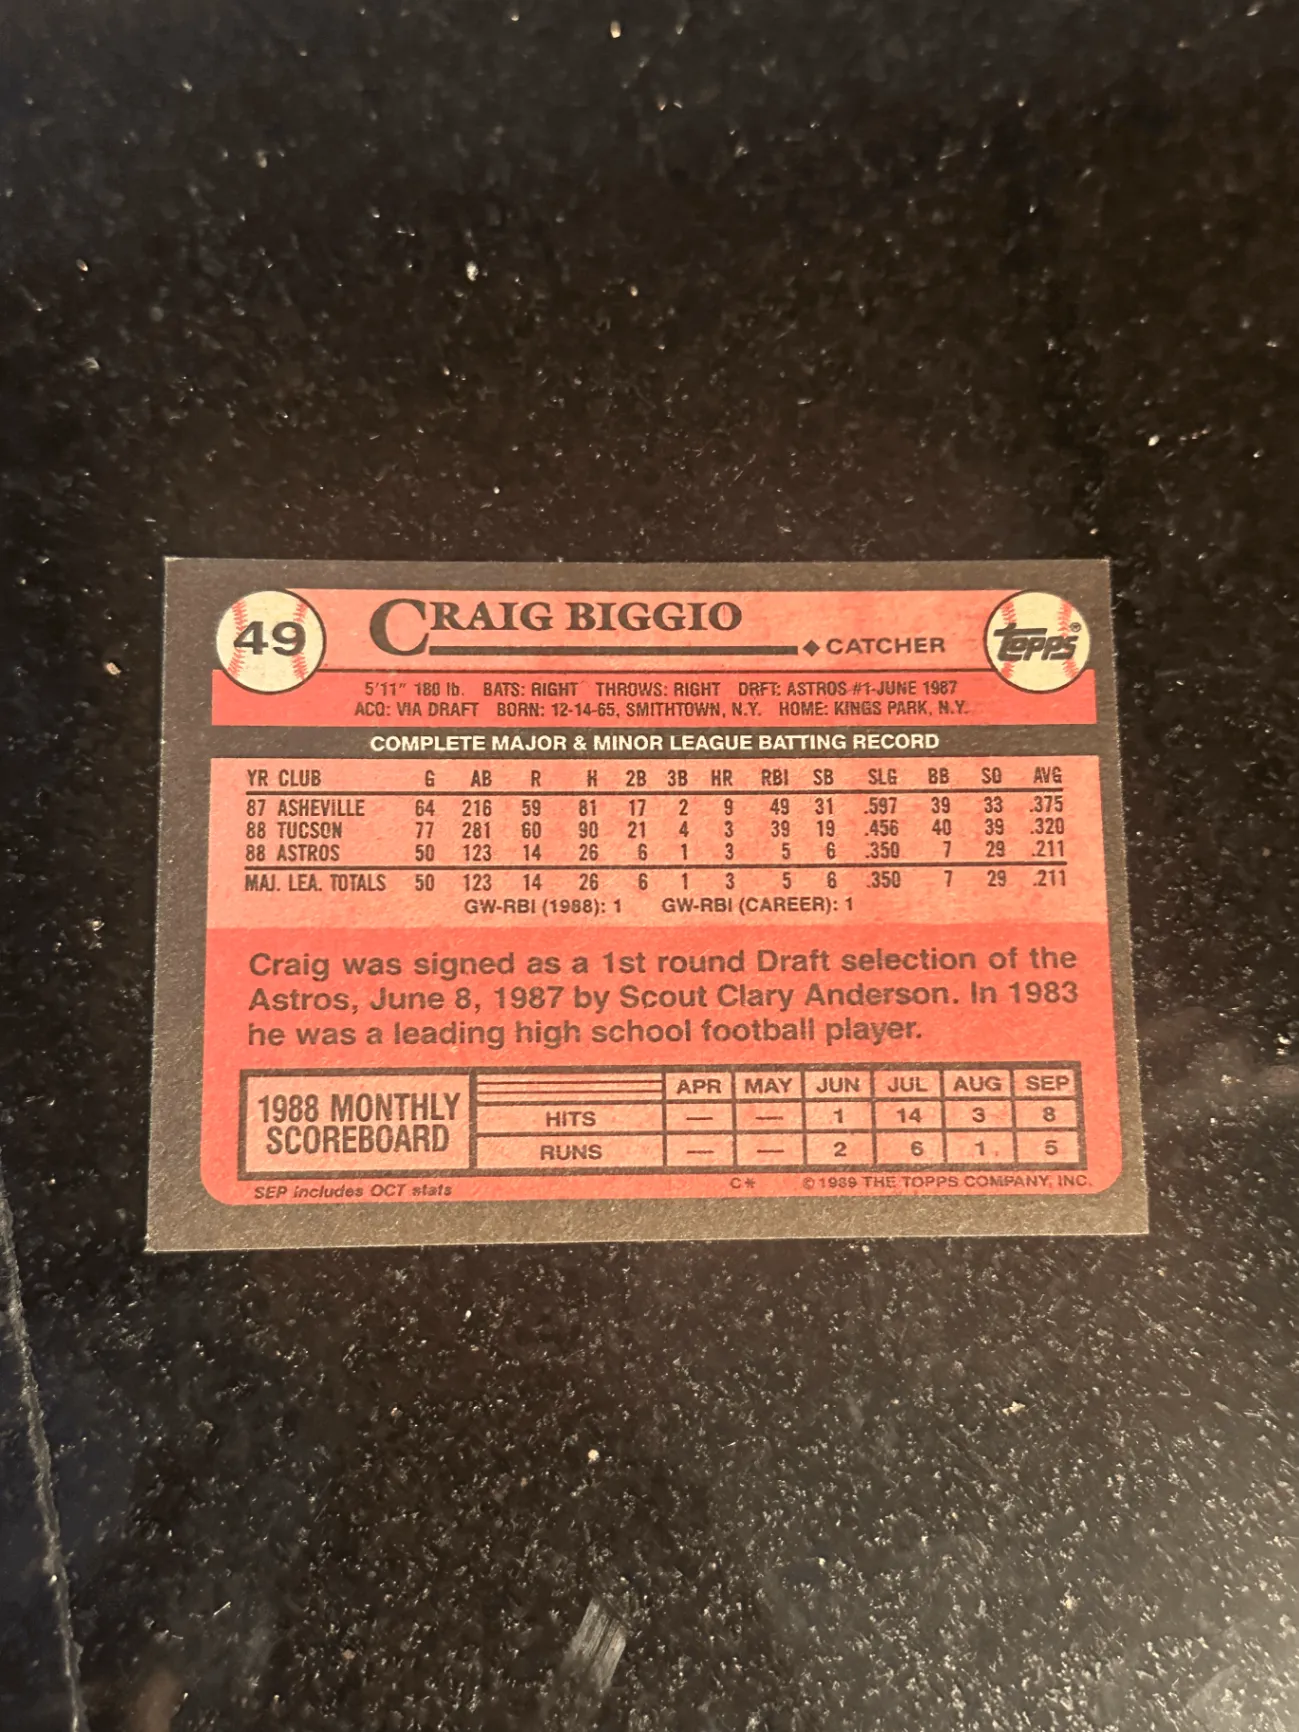 49
CRAIG BIGGIO
◆CATCHER
TOPPS®
5'11" 180 lb. BATS: RIGHT THROWS: RIGHT DRFT: ASTROS #1-JUNE 1987
ACQ: VIA DRAFT BORN: 12-14-65, SMITHTOWN, N.Y. HOME: KINGS PARK, N.Y.
COMPLETE MAJOR & MINOR LEAGUE BATTING RECORD
YR CLUB G AB R H 2B 3B HR RBI SB SLG BB SO AVG
87 ASHEVILLE 64 216 59 81 17 2 9 49 31 .597 39 33 .375
88 TUCSON 77 281 60 90 21 4 3 39 19 .456 40 39 .320
88 ASTROS 50 123 14 26 6 1 3 5 6 .350 7 29 .211
MAJ. LEA. TOTALS 50 123 14 26 6 1 3 5 6 .350 7 29 .211
GW-RBI (1988): 1 GW-RBI (CAREER): 1
Craig was signed as a 1st round Draft selection of the
Astros, June 8, 1987 by Scout Clary Anderson. In 1983
he was a leading high school football player.
1988 MONTHLY
SCOREBOARD
APR MAY JUN JUL AUG SEP
HITS — — 1 14 3 8
RUNS — — 2 6 1 5
SEP includes OCT stats
C* ©1989 THE TOPPS COMPANY, INC.